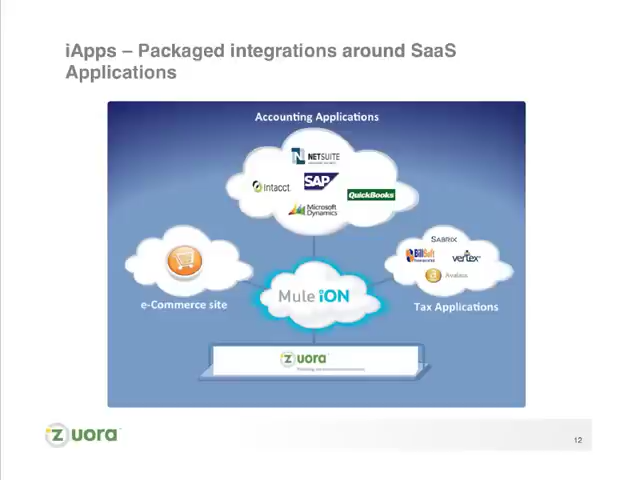 iApps – Packaged integrations around SaaS
Applications
Accounting Applications
NETSUITE
Intacct
SAP
QuickBooks
Microsoft
Dynamics
SABRIX
BillSoft
vertex
Avalara
e-Commerce site
Mule iON
Tax Applications
zuora
zuora
12